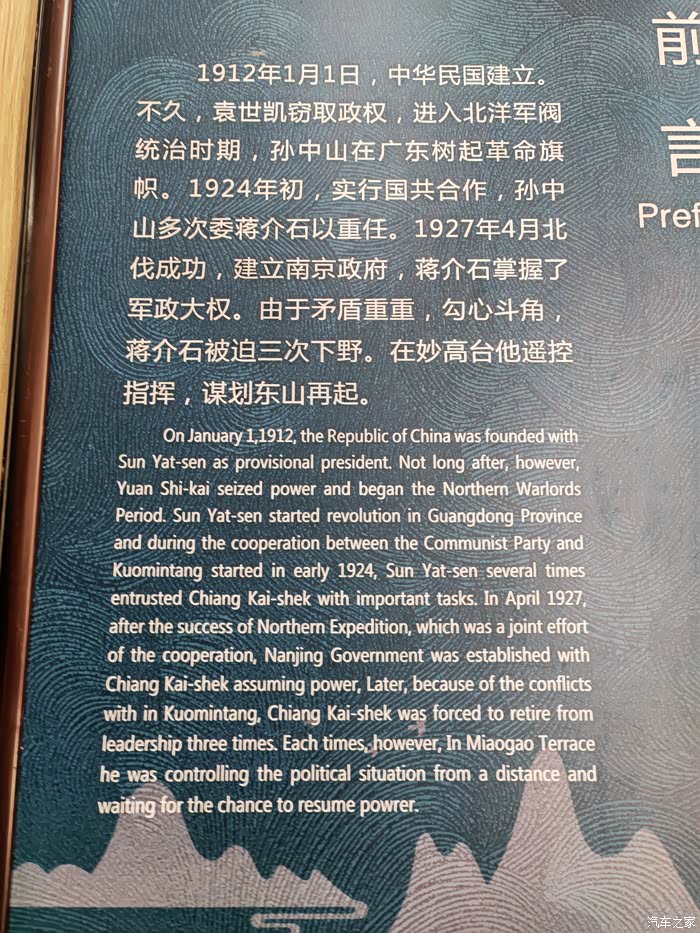 前言
Pref
1912年1月1日，中华民国建立。
不久，袁世凯窃取政权，进入北洋军阀
统治时期，孙中山在广东树起革命旗
帜。1924年初，实行国共合作，孙中
山多次委蒋介石以重任。1927年4月北
伐成功，建立南京政府，蒋介石掌握了
军政大权。由于矛盾重重，勾心斗角，
蒋介石被迫三次下野。在妙高台他遥控
指挥，谋划东山再起。
On January 1,1912, the Republic of China was founded with
Sun Yat-sen as provisional president. Not long after, however,
Yuan Shi-kai seized power and began the Northern Warlords
Period. Sun Yat-sen started revolution in Guangdong Province
and during the cooperation between the Communist Party and
Kuomintang started in early 1924, Sun Yat-sen several times
entrusted Chiang Kai-shek with important tasks. In April 1927,
after the success of Northern Expedition, which was a joint effort
of the cooperation, Nanjing Government was established with
Chiang Kai-shek assuming power, Later, because of the conflicts
with in Kuomintang, Chiang Kai-shek was forced to retire from
leadership three times. Each times, however, In Miaogao Terrace
he was controlling the political situation from a distance and
waiting for the chance to resume powrer.
汽车之家